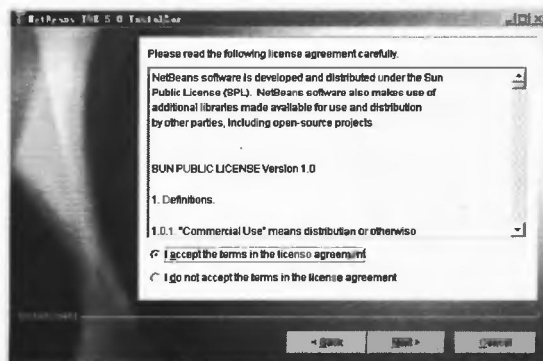 NetBeans IDE 5.0 Installer
Please read the following license agreement carefully.
NetBeans software is developed and distributed under the Sun
Public License (SPL). NetBeans software also makes use of
additional libraries made available for use and distribution
by other parties, including open-source projects
SUN PUBLIC LICENSE Version 1.0
1. Definitions.
1.0.1. "Commercial Use" means distribution or otherwise
I accept the terms in the license agreement
I do not accept the terms in the license agreement
< Back
Next >
Cancel